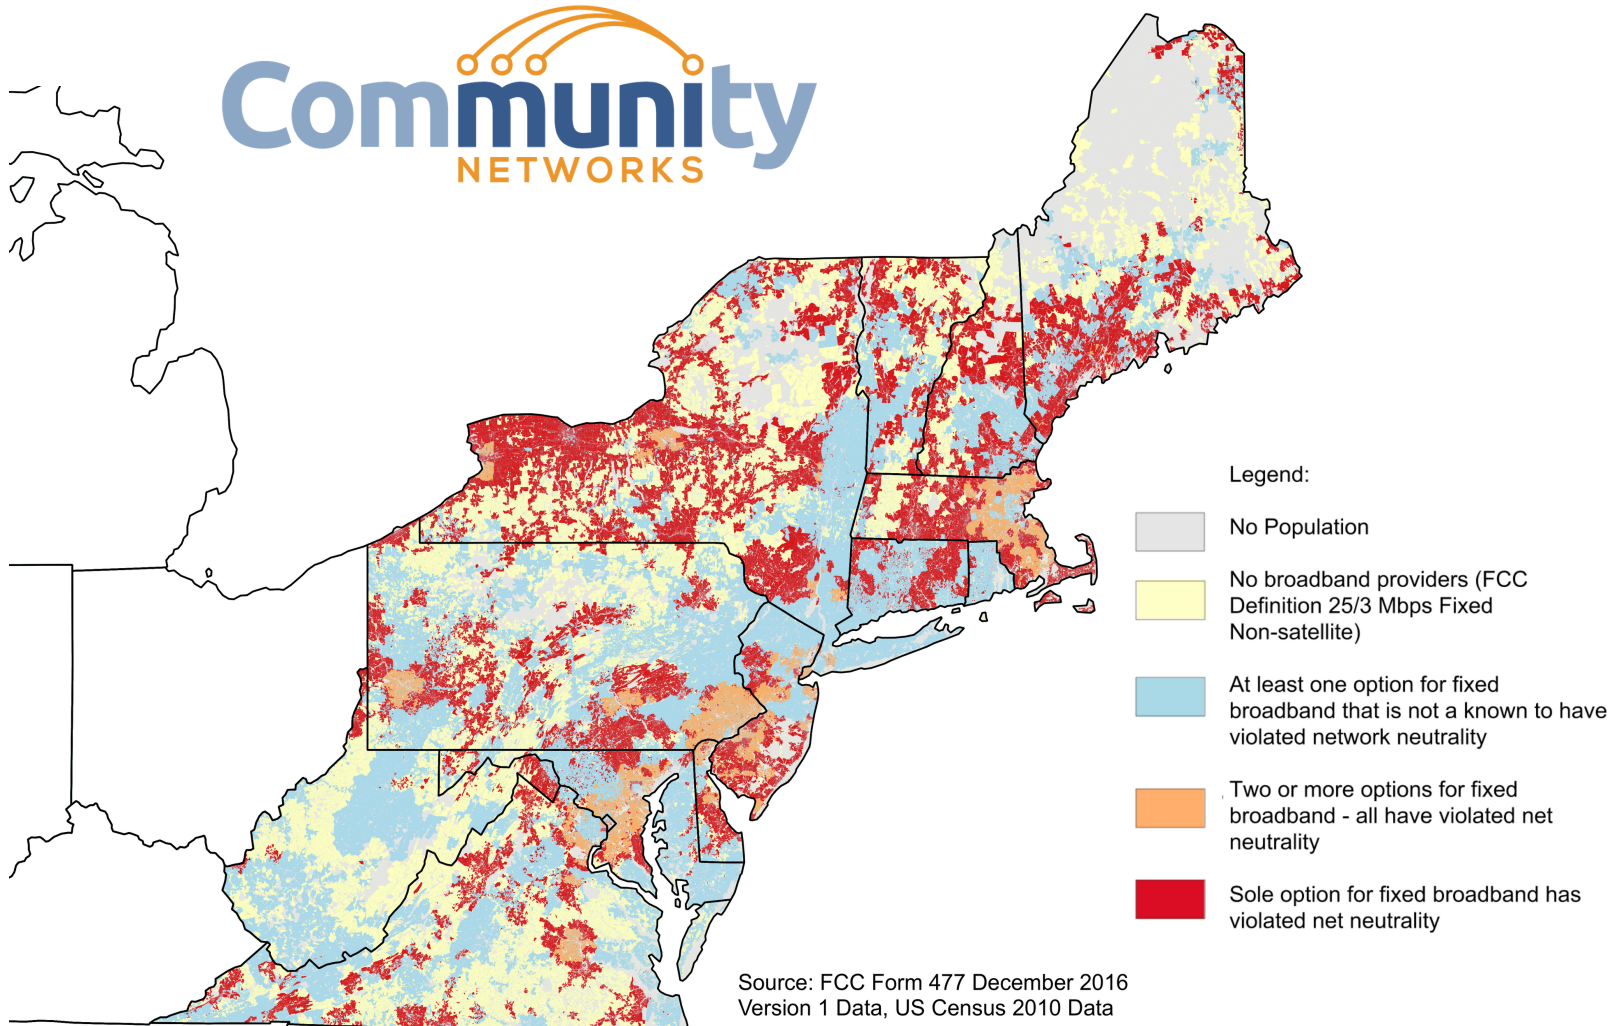 Community
NETWORKS
Legend:
No Population
No broadband providers (FCC
Definition 25/3 Mbps Fixed
Non-satellite)
At least one option for fixed
broadband that is not a known to have
violated network neutrality
Two or more options for fixed
broadband - all have violated net
neutrality
Sole option for fixed broadband has
violated net neutrality
Source: FCC Form 477 December 2016
Version 1 Data, US Census 2010 Data